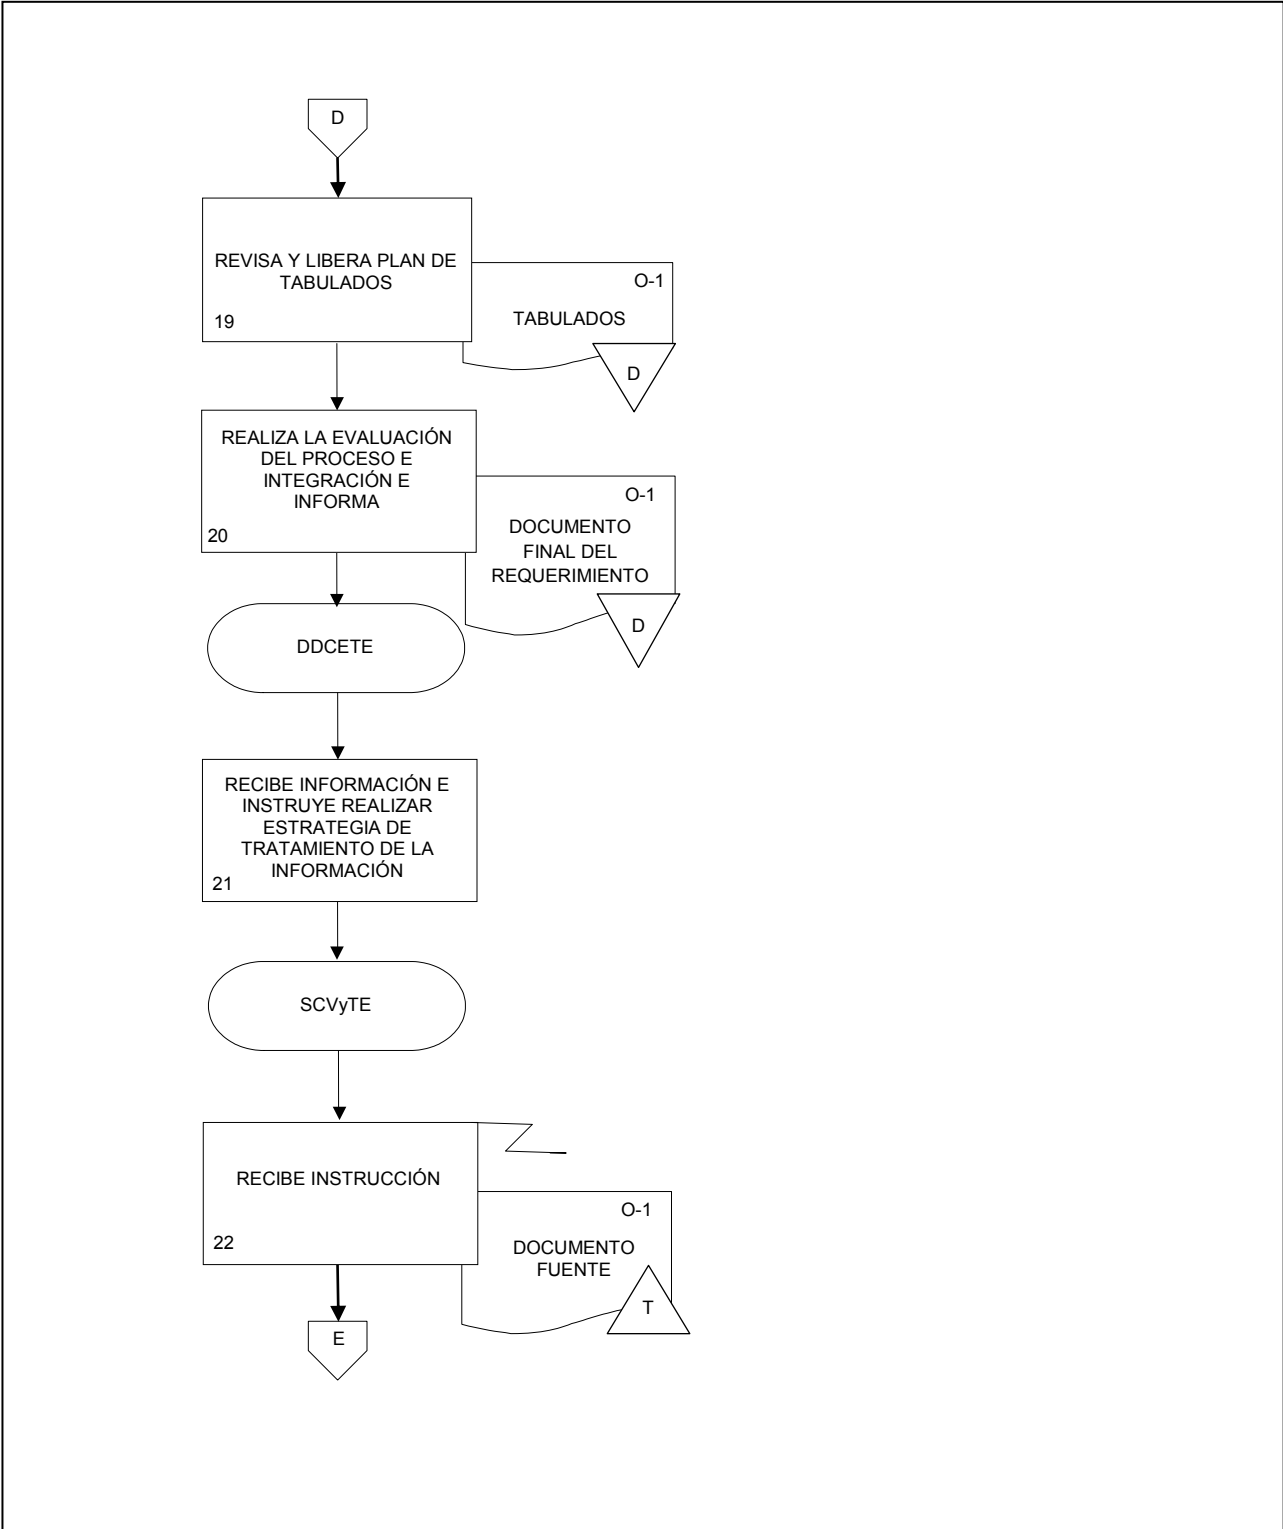 D
REVISA Y LIBERA PLAN DE
TABULADOS
19
O-1
TABULADOS
D
REALIZA LA EVALUACIÓN
DEL PROCESO E
INTEGRACIÓN E
INFORMA
20
O-1
DOCUMENTO
FINAL DEL
REQUERIMIENTO
D
DDCETE
RECIBE INFORMACIÓN E
INSTRUYE REALIZAR
ESTRATEGIA DE
TRATAMIENTO DE LA
INFORMACIÓN
21
SCVyTE
RECIBE INSTRUCCIÓN
22
O-1
DOCUMENTO
FUENTE
T
E